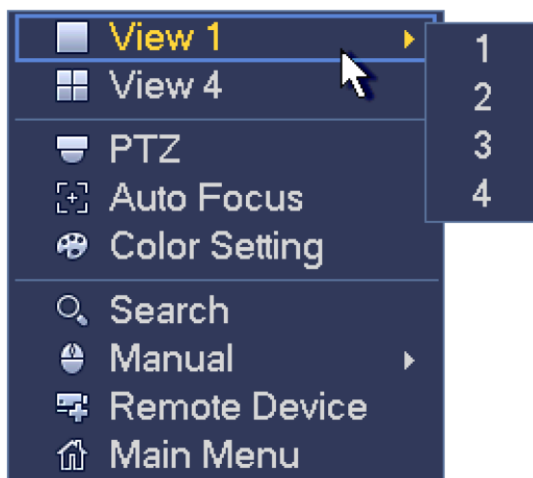 View 1
View 4
PTZ
Auto Focus
Color Setting
Search
Manual
Remote Device
Main Menu
1
2
3
4